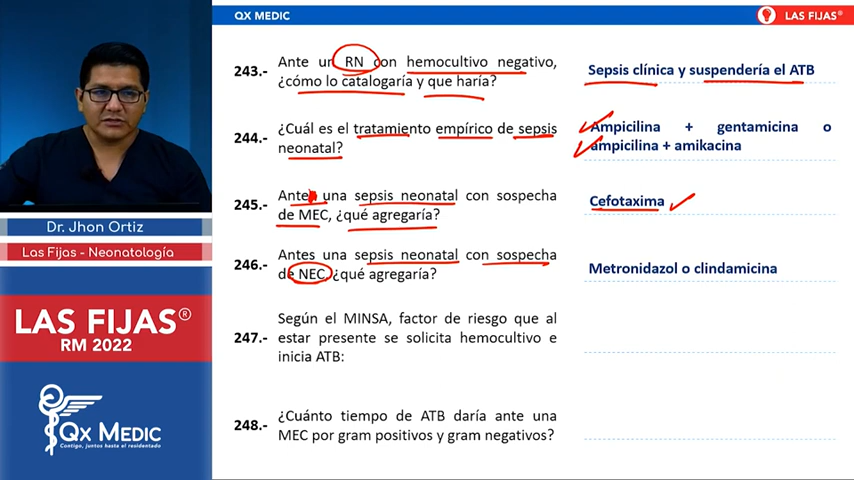 QX MEDIC
LAS FIJAS®
243.-
Ante un RN con hemocultivo negativo,
¿cómo lo catalogaría y que haría?
Sepsis clínica y suspendería el ATB
244.-
¿Cuál es el tratamiento empírico de sepsis
neonatal?
Ampicilina + gentamicina o
ampicilina + amikacina
245.-
Antes una sepsis neonatal con sospecha
de MEC, ¿qué agregaría?
Cefotaxima
246.-
Antes una sepsis neonatal con sospecha
de NEC, ¿qué agregaría?
Metronidazol o clindamicina
247.-
Según el MINSA, factor de riesgo que al
estar presente se solicita hemocultivo e
inicia ATB:
248.-
¿Cuánto tiempo de ATB daría ante una
MEC por gram positivos y gram negativos?
Dr. Jhon Ortiz
Las Fijas - Neonatología
LAS FIJAS®
RM 2022
QX MEDIC
Contigo, juntos hasta el residentado